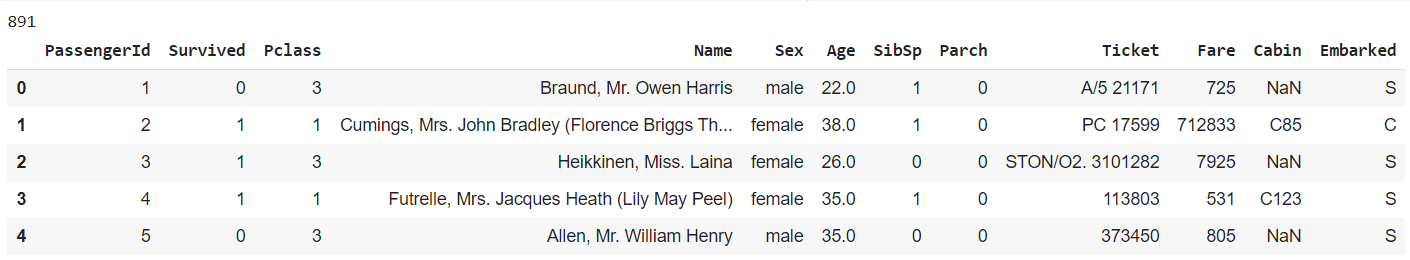 891
PassengerId Survived Pclass Name Sex Age SibSp Parch Ticket Fare Cabin Embarked
0 1 0 3 Braund, Mr. Owen Harris male 22.0 1 0 A/5 21171 725 NaN S
1 2 1 1 Cumings, Mrs. John Bradley (Florence Briggs Th... female 38.0 1 0 PC 17599 712833 C85 C
2 3 1 3 Heikkinen, Miss. Laina female 26.0 0 0 STON/O2. 3101282 7925 NaN S
3 4 1 1 Futrelle, Mrs. Jacques Heath (Lily May Peel) female 35.0 1 0 113803 531 C123 S
4 5 0 3 Allen, Mr. William Henry male 35.0 0 0 373450 805 NaN S